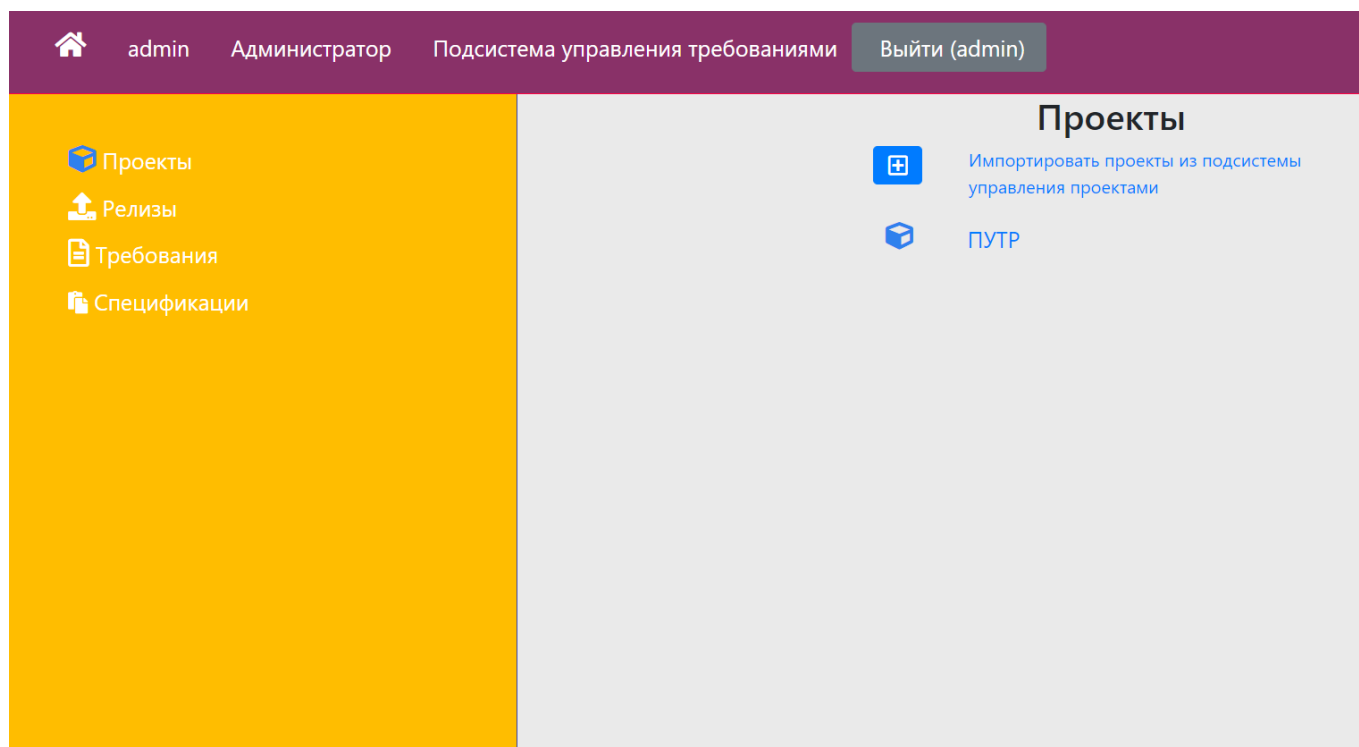 admin Администратор Подсистема управления требованиями Выйти (admin)
Проекты
Релизы
Требования
Спецификации
Проекты
Импортировать проекты из подсистемы
управления проектами
ПУТР